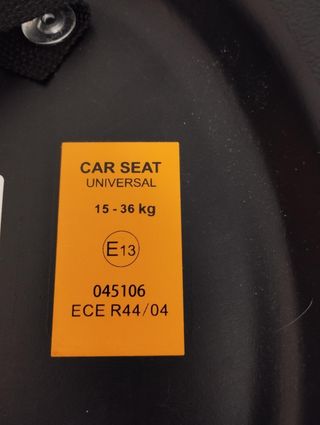 CAR SEAT
UNIVERSAL
15 - 36 kg
E13
045106
ECE R44/04